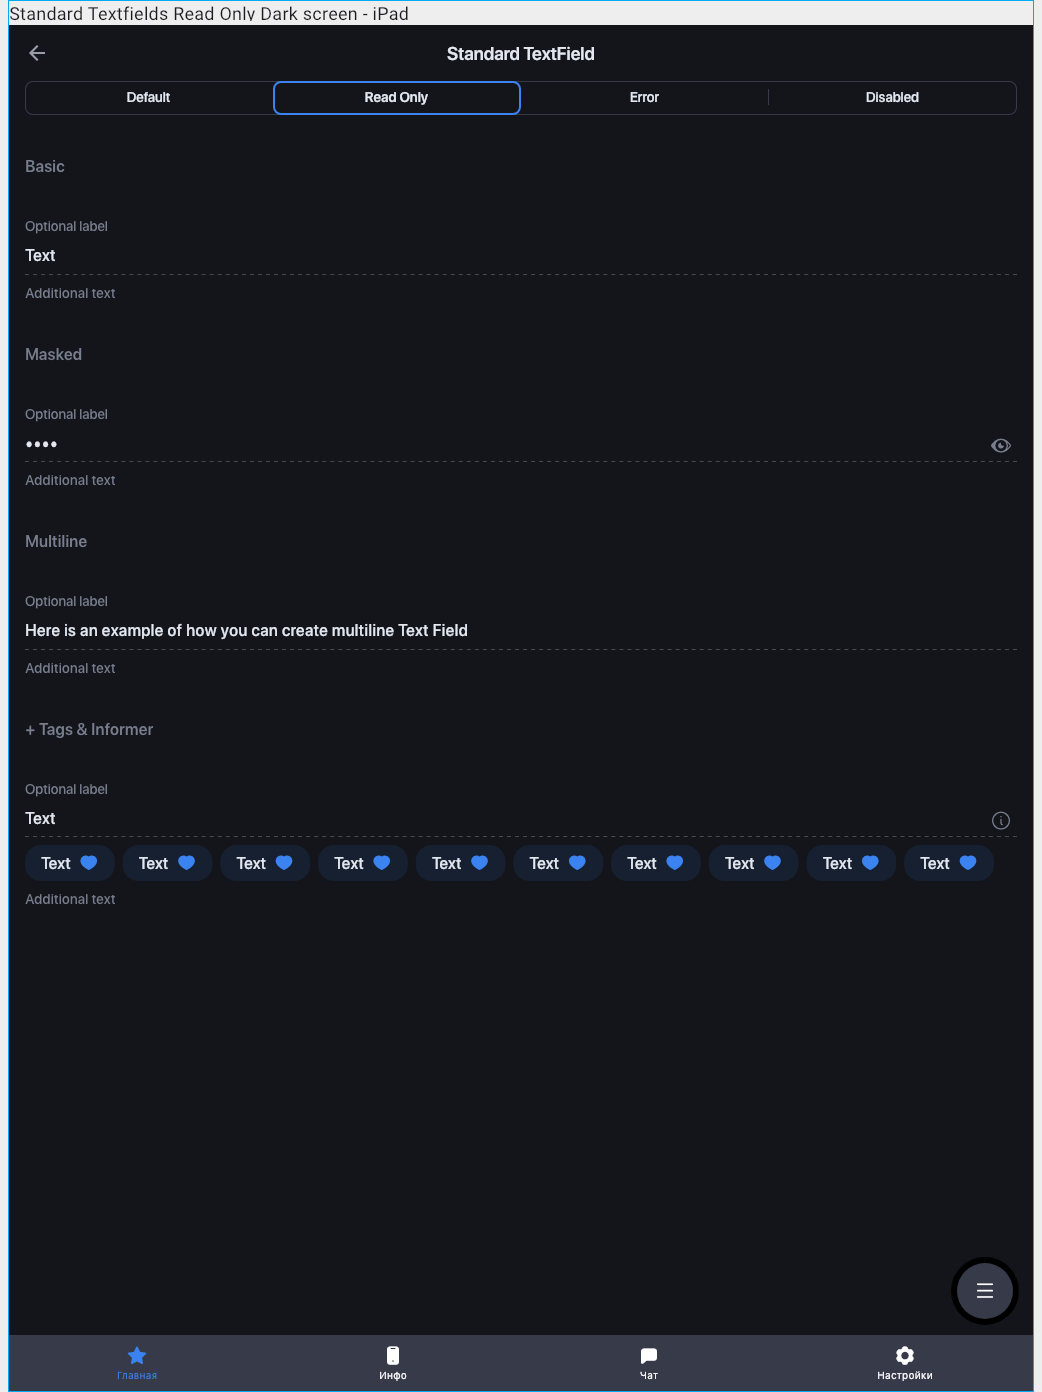 Standard Textfields Read Only Dark screen - iPad
Standard TextField
Default Read Only Error Disabled
Basic
Optional label
Text
Additional text
Masked
Optional label
••••
Additional text
Multiline
Optional label
Here is an example of how you can create multiline Text Field
Additional text
+ Tags & Informer
Optional label
Text
Text Text Text Text Text Text Text Text Text Text
Additional text
Главная Инфо Чат Настройки